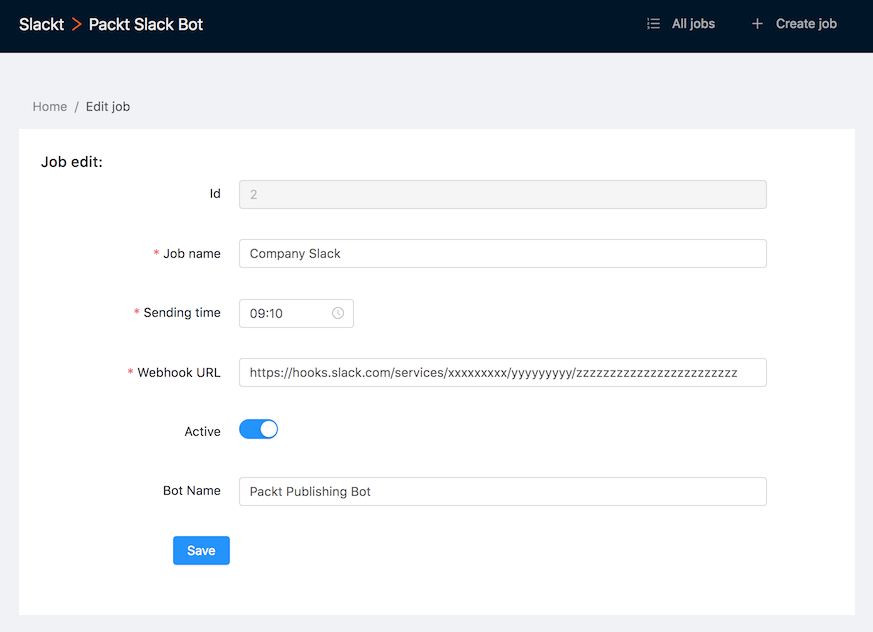 Slackt > Packt Slack Bot All jobs + Create job
Home / Edit job
Job edit:
Id 2
* Job name Company Slack
* Sending time 09:10
* Webhook URL https://hooks.slack.com/services/xxxxxxxxx/yyyyyyyyy/zzzzzzzzzzzzzzzzzzzzzzzz
Active
Bot Name Packt Publishing Bot
Save